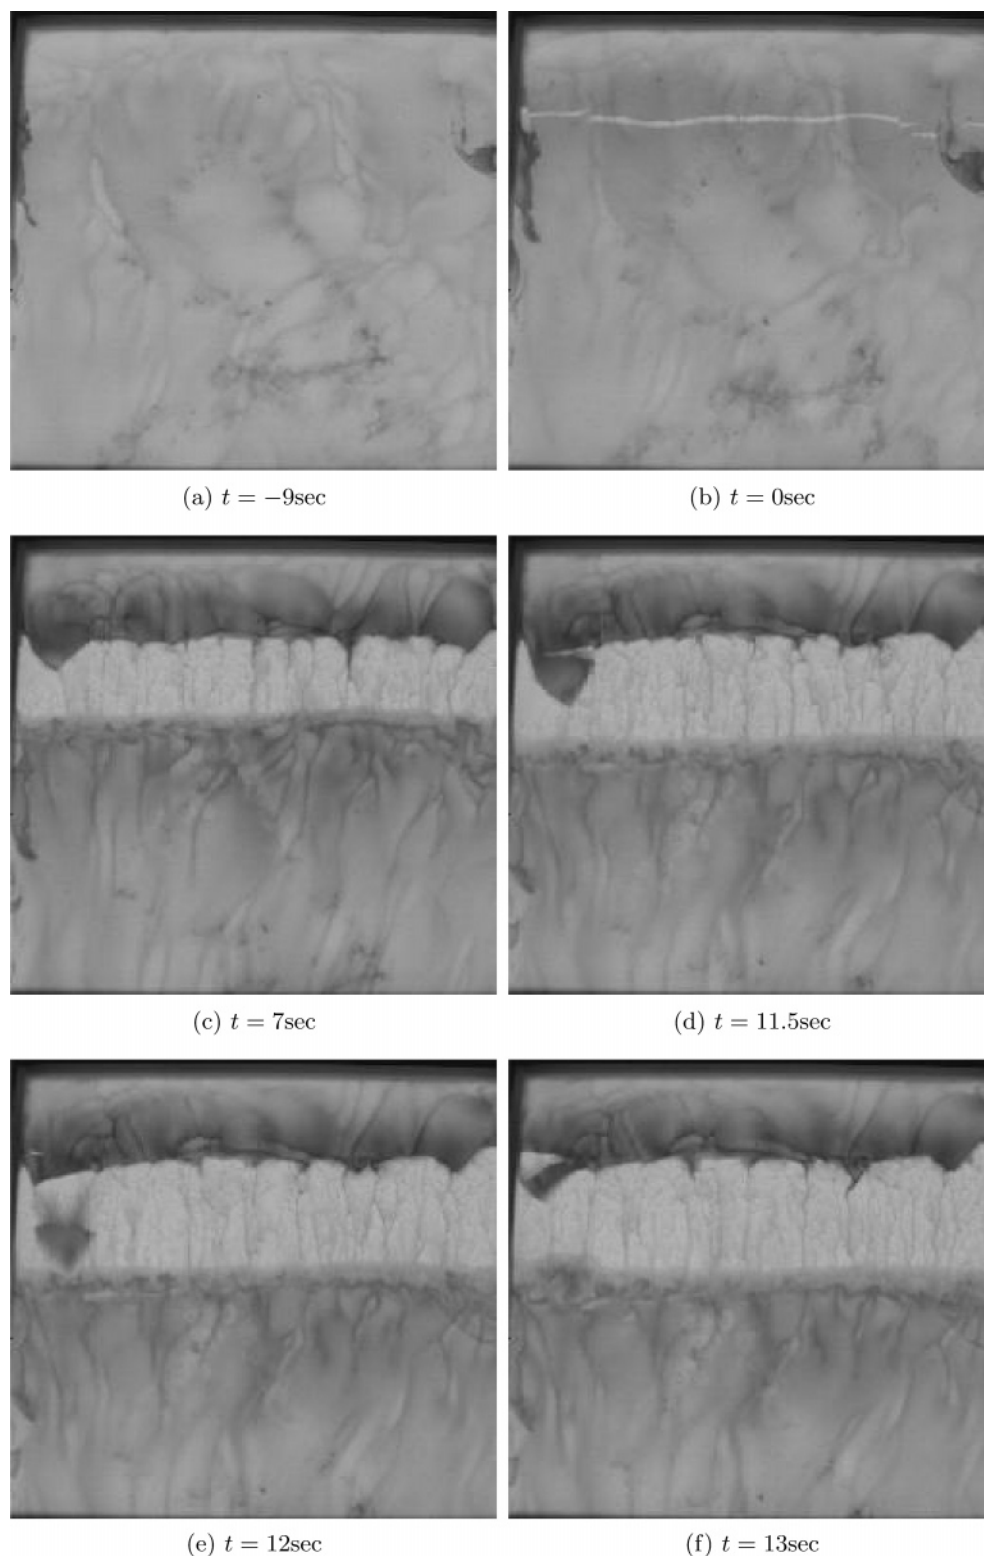 (a) t = −9sec
(b) t = 0sec
(c) t = 7sec
(d) t = 11.5sec
(e) t = 12sec
(f) t = 13sec